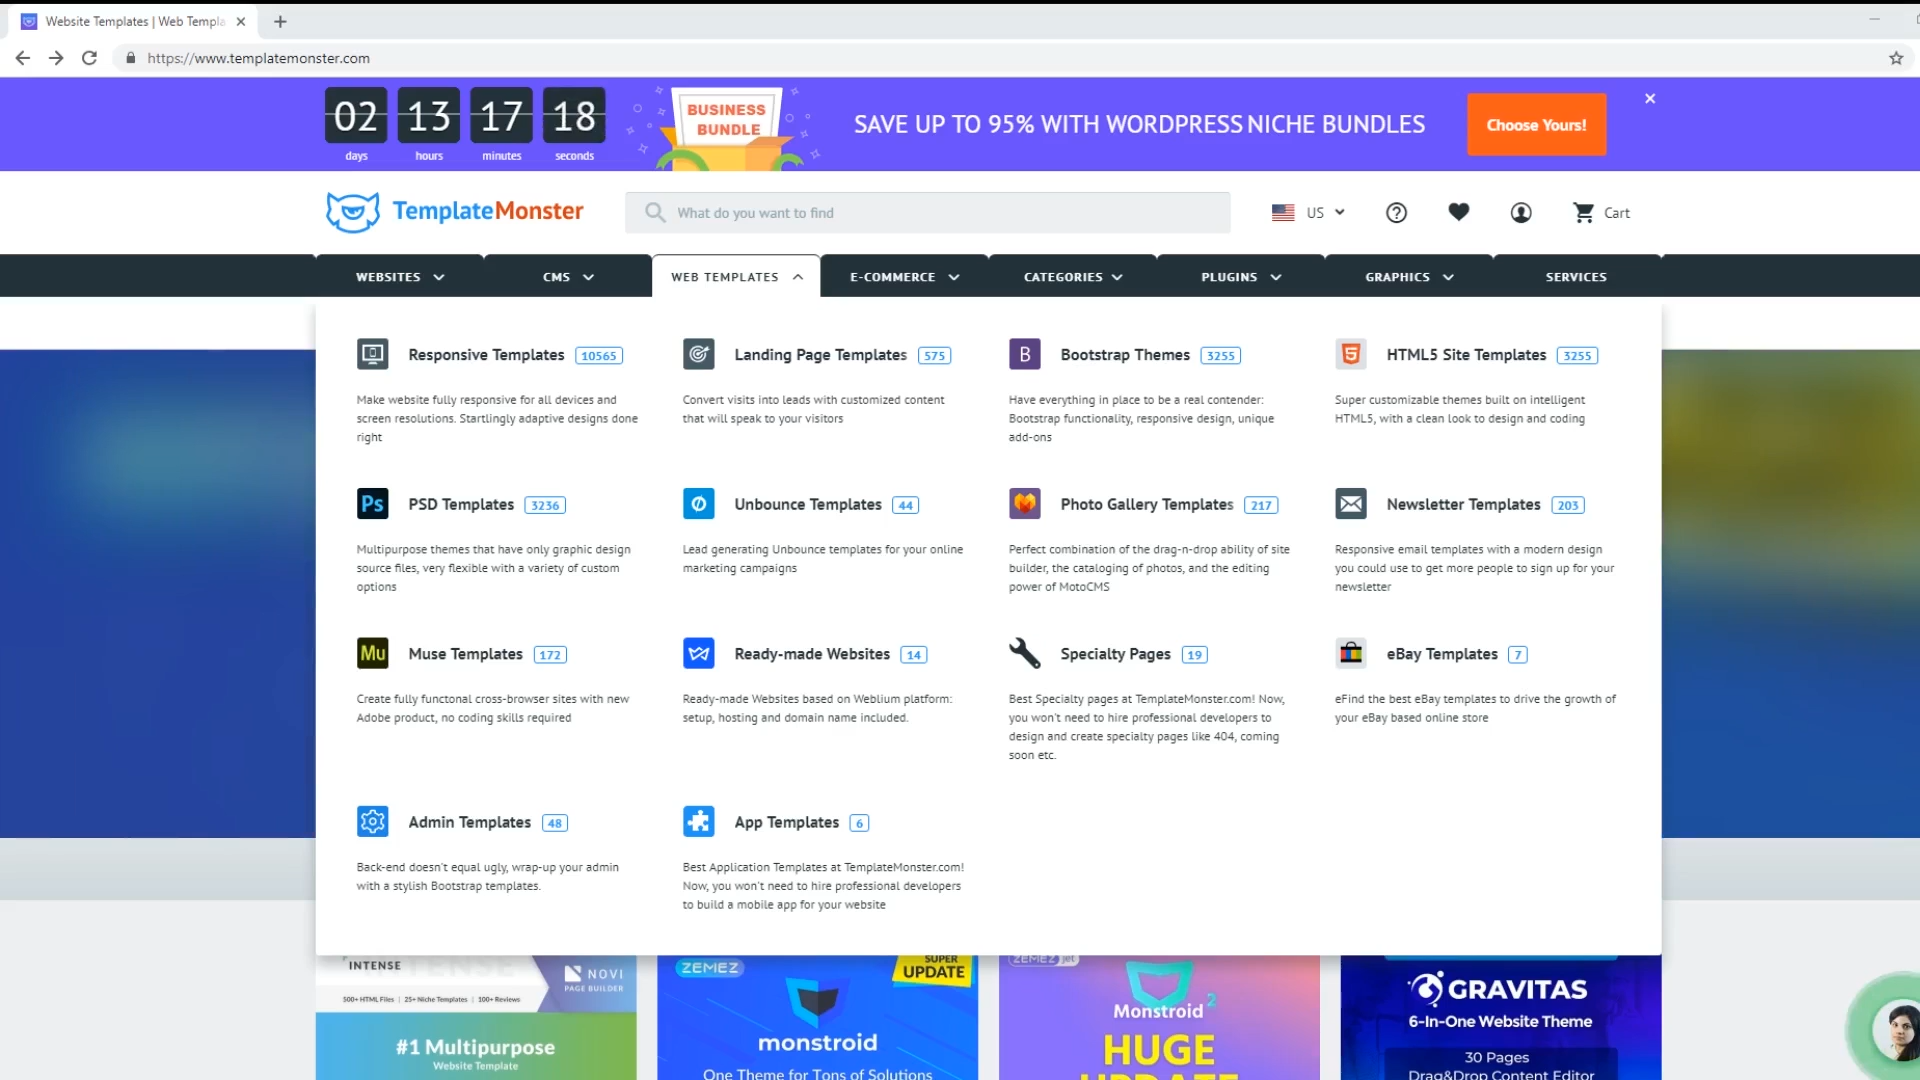 Website Templates | Web Templa
https://www.templatemonster.com
02 13 17 18
days hours minutes seconds
BUSINESS
BUNDLE
SAVE UP TO 95% WITH WORDPRESS NICHE BUNDLES
Choose Yours!
TemplateMonster
What do you want to find
US
Cart
WEBSITES CMS WEB TEMPLATES E-COMMERCE CATEGORIES PLUGINS GRAPHICS SERVICES
Responsive Templates 10565
Make website fully responsive for all devices and
screen resolutions. Startlingly adaptive designs done
right
Landing Page Templates 575
Convert visits into leads with customized content
that will speak to your visitors
B Bootstrap Themes 3255
Have everything in place to be a real contender:
Bootstrap functionality, responsive design, unique
add-ons
5 HTML5 Site Templates 3255
Super customizable themes built on intelligent
HTML5, with a clean look to design and coding
Ps PSD Templates 3236
Multipurpose themes that have only graphic design
source files, very flexible with a variety of custom
options
Unbounce Templates 44
Lead generating Unbounce templates for your online
marketing campaigns
Photo Gallery Templates 217
Perfect combination of the drag-n-drop ability of site
builder, the cataloging of photos, and the editing
power of MotoCMS
Newsletter Templates 203
Responsive email templates with a modern design
you could use to get more people to sign up for your
newsletter
Mu Muse Templates 172
Create fully functonal cross-browser sites with new
Adobe product, no coding skills required
Ready-made Websites 14
Ready-made Websites based on Weblium platform:
setup, hosting and domain name included.
Specialty Pages 19
Best Specialty pages at TemplateMonster.com! Now,
you won't need to hire professional developers to
design and create specialty pages like 404, coming
soon etc.
eBay Templates 7
eFind the best eBay templates to drive the growth of
your eBay based online store
Admin Templates 48
Back-end doesn't equal ugly, wrap-up your admin
with a stylish Bootstrap templates.
App Templates 6
Best Application Templates at TemplateMonster.com!
Now, you won't need to hire professional developers
to build a mobile app for your website
INTENSE
INTENSE
NOVI
PAGE BUILDER
500+ HTML Files | 25+ Niche Templates | 100+ Reviews
#1 Multipurpose
Website Template
ZEMEZ
SUPER
UPDATE
monstroid
One Theme for Tons of Solutions
ZEMEZ jet
Monstroid 2
HUGE
UPDATE
GRAVITAS
6-In-One Website Theme
30 Pages
Drag&Drop Content Editor